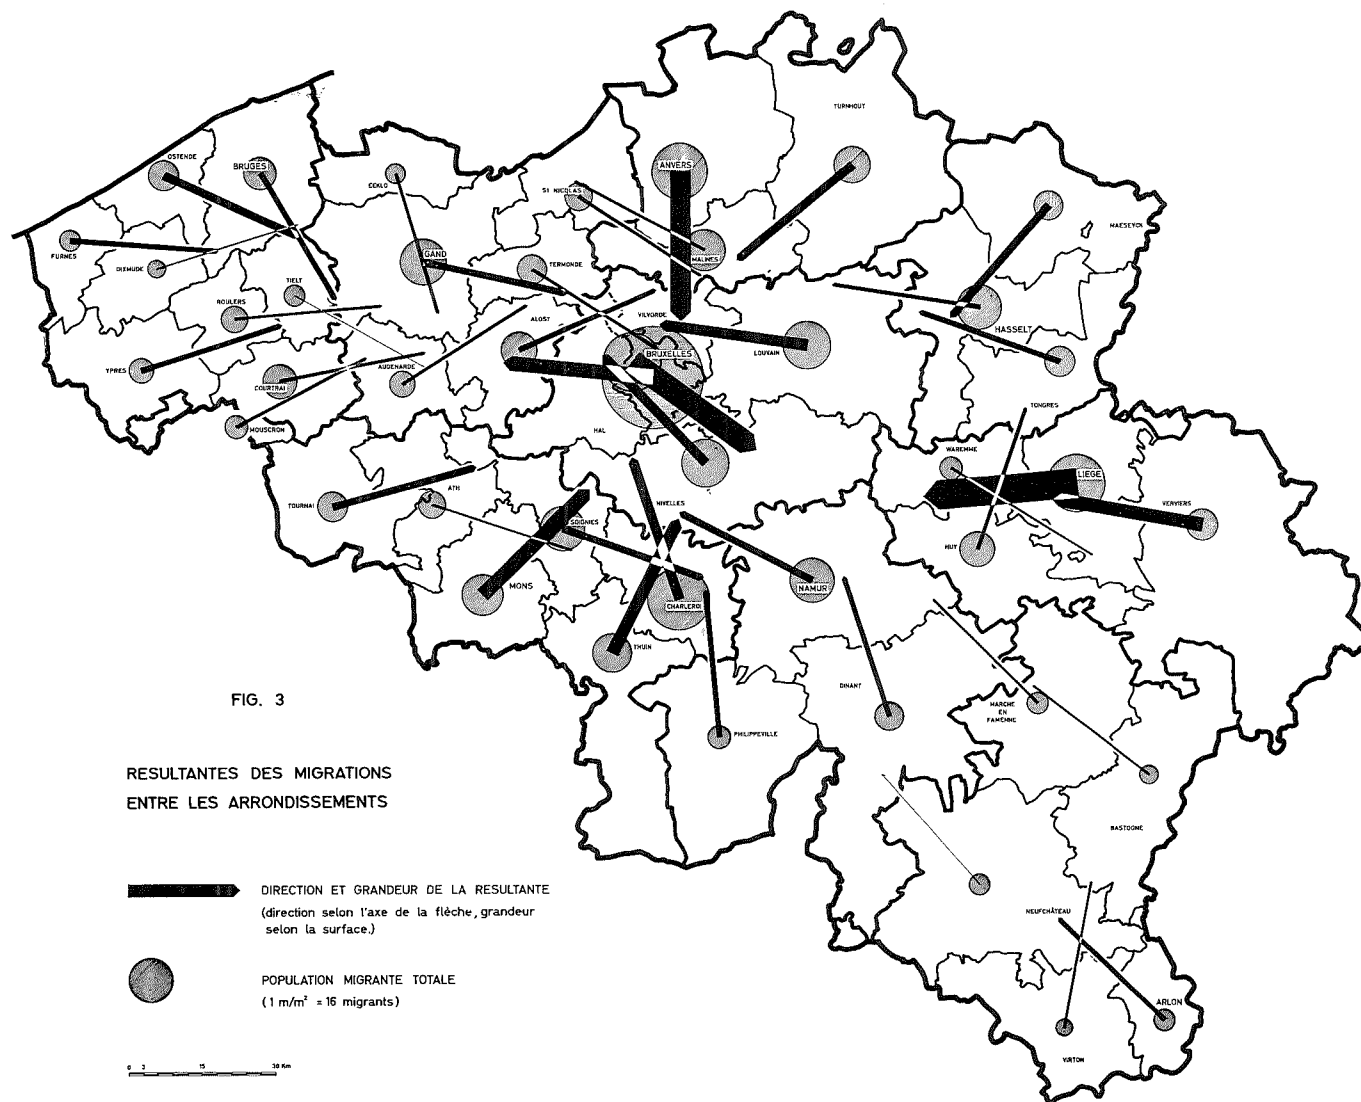 TURNHOUT
OSTENDE
BRUGES
ANVERS
EEKLO
ST NICOLAS
MAESEYCK
FURNES
GAND
MALINES
DIXMUDE
TERMONDE
TIELT
ROULERS
ALOST
VILVORDE
HASSELT
BRUXELLES
LOUVAIN
YPRES
AUGENARDE
COURTRAI
TONGRES
MOUSCRON
HAL
WAREMME
LIEGE
ATH
NIVELLES
VERVIERS
TOURNAI
SOIGNIES
HUY
MONS
NAMUR
CHARLEROI
THUIN
DINANT
MARCHE
EN
FAMENNE
PHILIPPEVILLE
BASTOGNE
NEUFCHÂTEAU
ARLON
VIRTON
FIG. 3
RESULTANTES DES MIGRATIONS
ENTRE LES ARRONDISSEMENTS
DIRECTION ET GRANDEUR DE LA RESULTANTE
(direction selon l'axe de la flèche, grandeur
selon la surface.)
POPULATION MIGRANTE TOTALE
(1 m/m² = 16 migrants)
0 3 15 30 Km